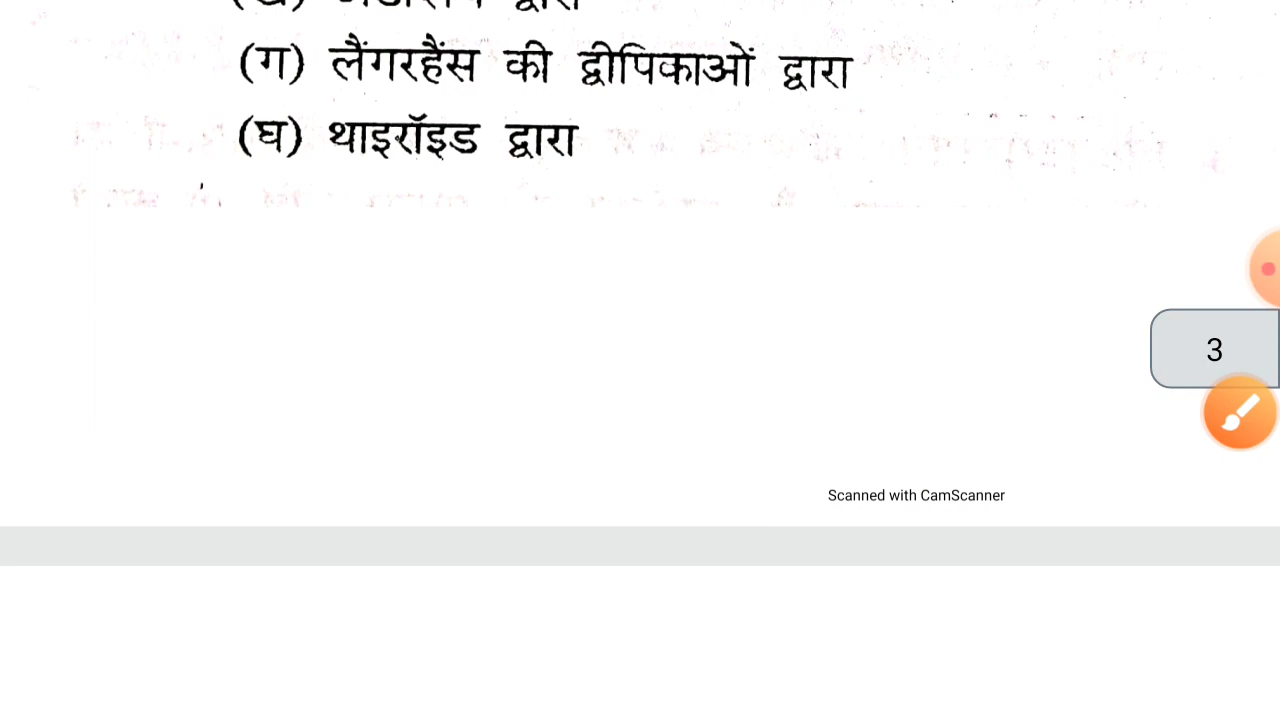 (ग) लैंगरहैंस की द्वीपिकाओं द्वारा
(घ) थाइरॉइड द्वारा
3
Scanned with CamScanner